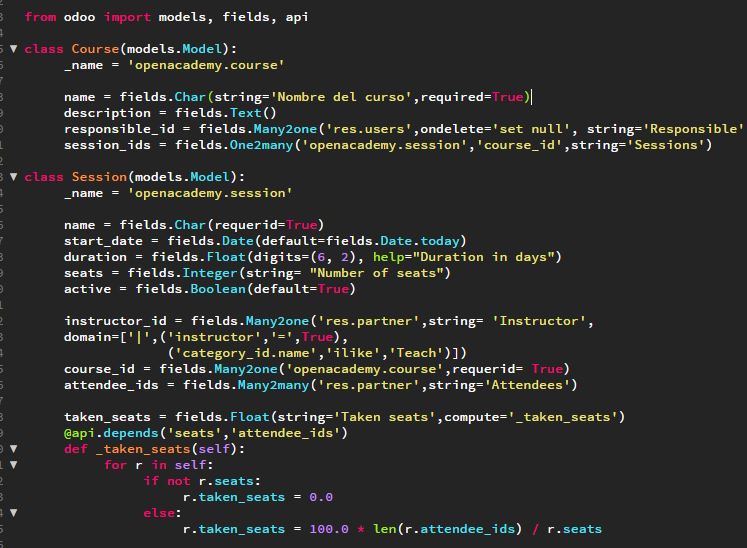 from odoo import models, fields, api
class Course(models.Model):
_name = 'openacademy.course'
name = fields.Char(string='Nombre del curso',required=True)
description = fields.Text()
responsible_id = fields.Many2one('res.users',ondelete='set null', string='Responsible'
session_ids = fields.One2many('openacademy.session','course_id',string='Sessions')
class Session(models.Model):
_name = 'openacademy.session'
name = fields.Char(requerid=True)
start_date = fields.Date(default=fields.Date.today)
duration = fields.Float(digits=(6, 2), help="Duration in days")
seats = fields.Integer(string= "Number of seats")
active = fields.Boolean(default=True)
instructor_id = fields.Many2one('res.partner',string= 'Instructor',
domain=['|',('instructor','=',True),
('category_id.name','ilike','Teach')])
course_id = fields.Many2one('openacademy.course',requerid= True)
attendee_ids = fields.Many2many('res.partner',string='Attendees')
taken_seats = fields.Float(string='Taken seats',compute='_taken_seats')
@api.depends('seats','attendee_ids')
def _taken_seats(self):
for r in self:
if not r.seats:
r.taken_seats = 0.0
else:
r.taken_seats = 100.0 * len(r.attendee_ids) / r.seats